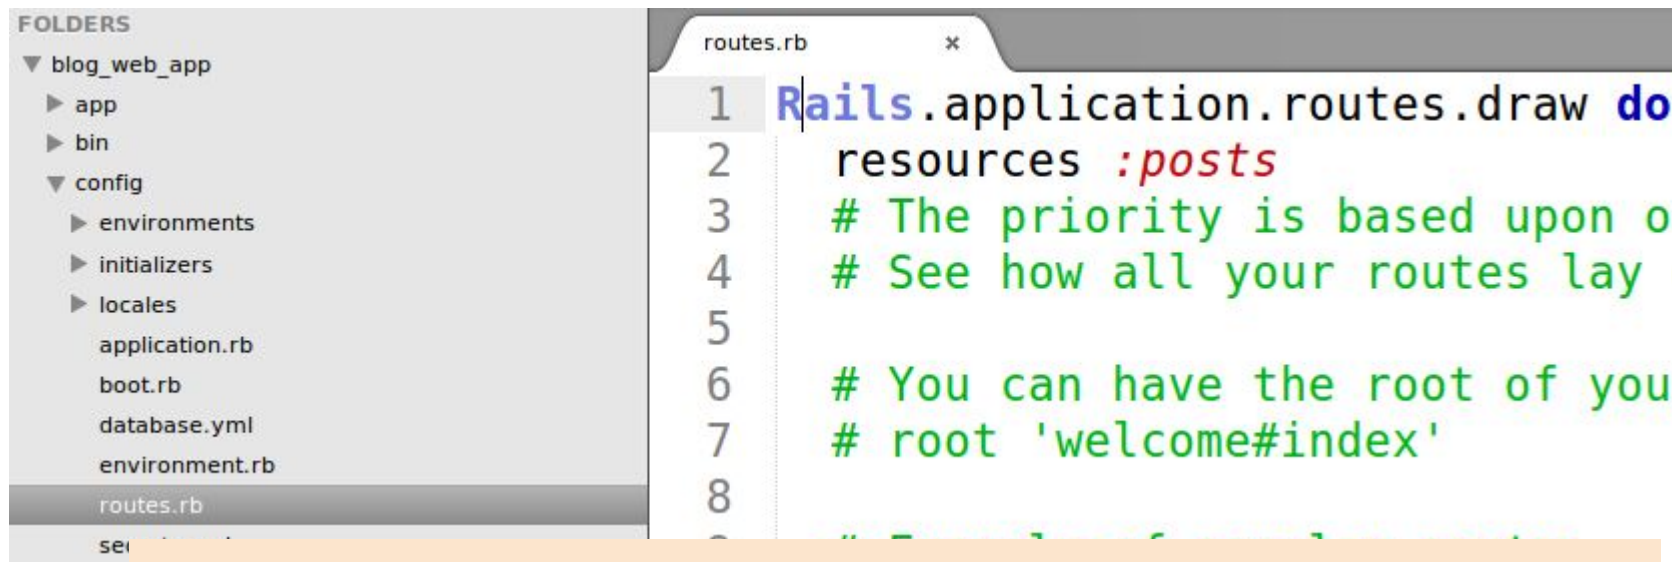 FOLDERS
blog_web_app
app
bin
config
environments
initializers
locales
application.rb
boot.rb
database.yml
environment.rb
routes.rb
routes.rb ×
1 Rails.application.routes.draw do
2 resources :posts
3 # The priority is based upon o
4 # See how all your routes lay
5
6 # You can have the root of you
7 # root 'welcome#index'
8